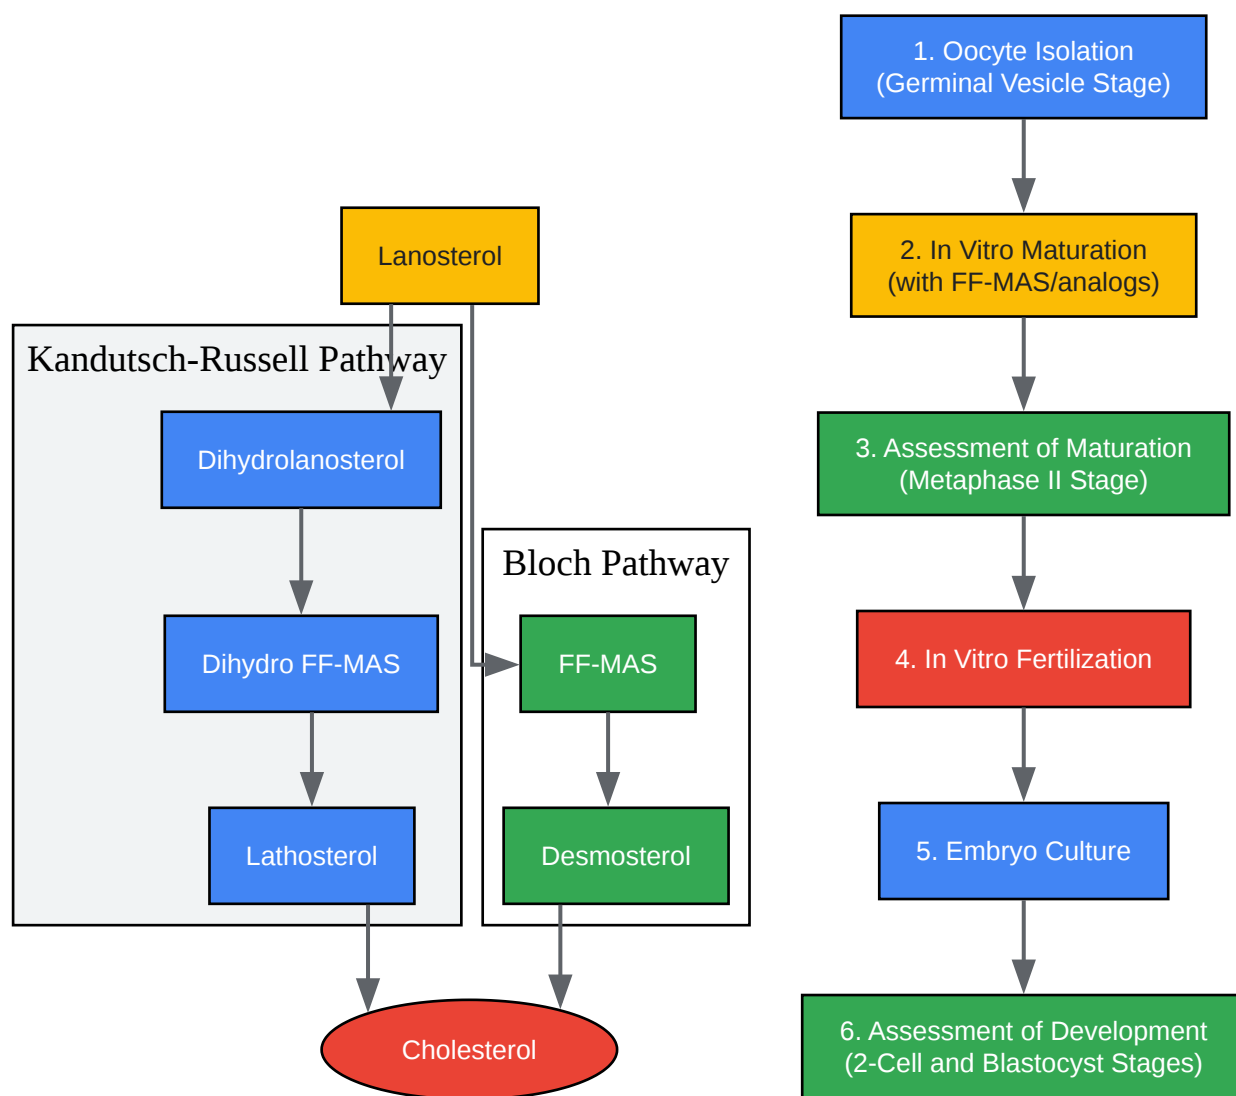 Lanosterol
Kandutsch-Russell Pathway
Dihydrolanosterol
Dihydro FF-MAS
Lathosterol
Bloch Pathway
FF-MAS
Desmosterol
Cholesterol
1. Oocyte Isolation
(Germinal Vesicle Stage)
2. In Vitro Maturation
(with FF-MAS/analogs)
3. Assessment of Maturation
(Metaphase II Stage)
4. In Vitro Fertilization
5. Embryo Culture
6. Assessment of Development
(2-Cell and Blastocyst Stages)